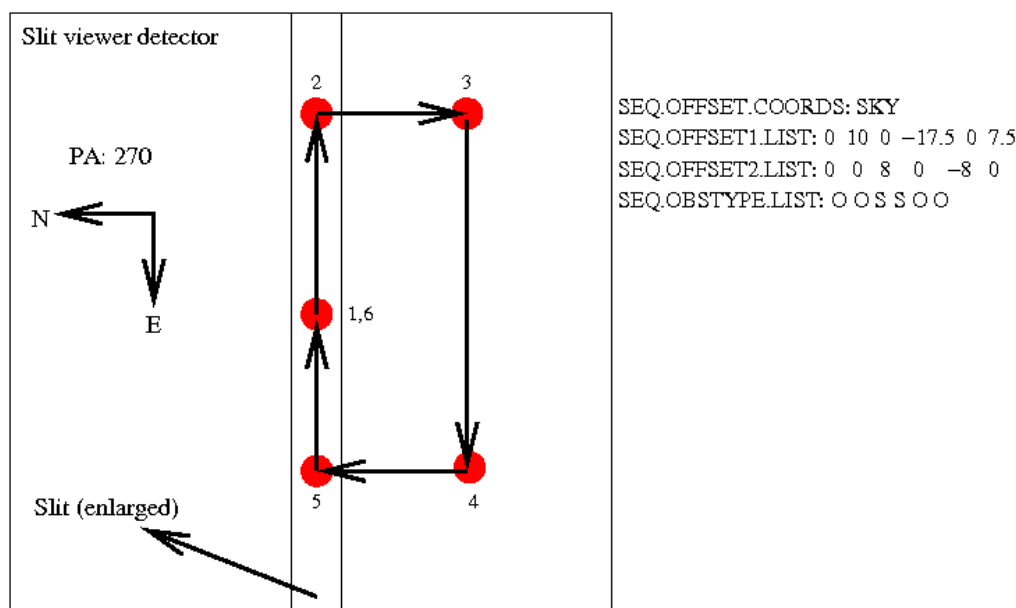 Slit viewer detector
2
3
SEQ.OFFSET.COORDS: SKY
SEQ.OFFSET1.LIST: 0 10 0 −17.5 0 7.5
SEQ.OFFSET2.LIST: 0 0 8 0 −8 0
SEQ.OBSTYPE.LIST: O O S S O O
PA: 270
N
E
1,6
5
4
Slit (enlarged)